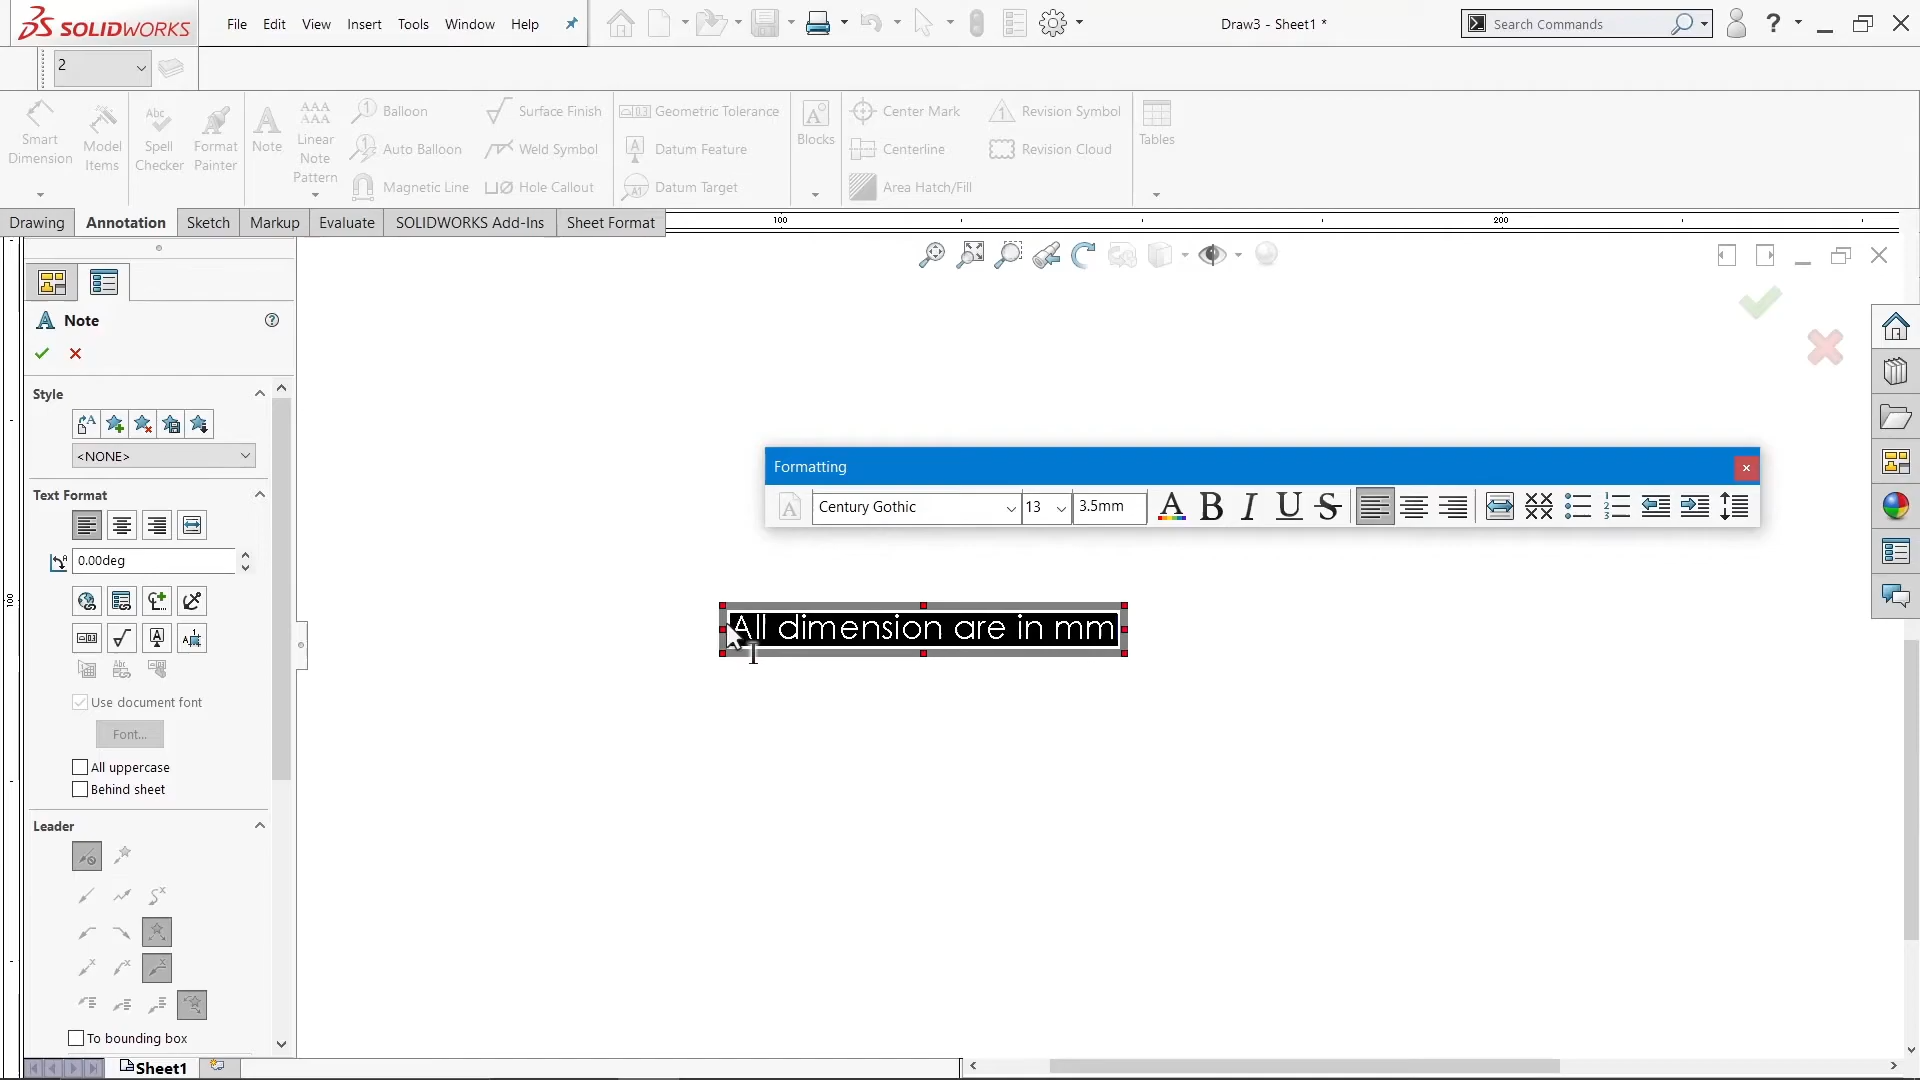 SOLIDWORKS
File Edit View Insert Tools Window Help
Draw3 - Sheet1 *
Search Commands
2
Smart Dimension
Model Items
Spell Checker
Format Painter
Note
Linear Note Pattern
Balloon
Auto Balloon
Magnetic Line
Surface Finish
Weld Symbol
Hole Callout
Geometric Tolerance
Datum Feature
Datum Target
Blocks
Center Mark
Centerline
Area Hatch/Fill
Revision Symbol
Revision Cloud
Tables
Drawing Annotation Sketch Markup Evaluate SOLIDWORKS Add-Ins Sheet Format
100 200
Note
Style
<NONE>
Text Format
0.00deg
Use document font
Font...
All uppercase
Behind sheet
Leader
To bounding box
100
Formatting
Century Gothic 13 3.5mm
All dimension are in mm
Sheet1